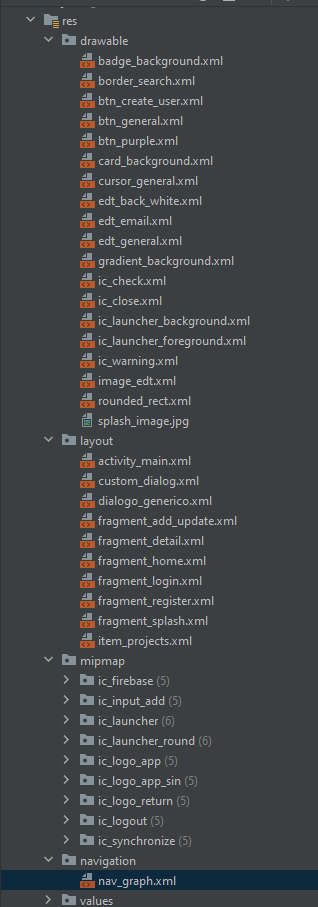 res
drawable
badge_background.xml
border_search.xml
btn_create_user.xml
btn_general.xml
btn_purple.xml
card_background.xml
cursor_general.xml
edt_back_white.xml
edt_email.xml
edt_general.xml
gradient_background.xml
ic_check.xml
ic_close.xml
ic_launcher_background.xml
ic_launcher_foreground.xml
ic_warning.xml
image_edt.xml
rounded_rect.xml
splash_image.jpg
layout
activity_main.xml
custom_dialog.xml
dialogo_generico.xml
fragment_add_update.xml
fragment_detail.xml
fragment_home.xml
fragment_login.xml
fragment_register.xml
fragment_splash.xml
item_projects.xml
mipmap
ic_firebase (5)
ic_input_add (5)
ic_launcher (6)
ic_launcher_round (6)
ic_logo_app (5)
ic_logo_app_sin (5)
ic_logo_return (5)
ic_logout (5)
ic_synchronize (5)
navigation
nav_graph.xml
values